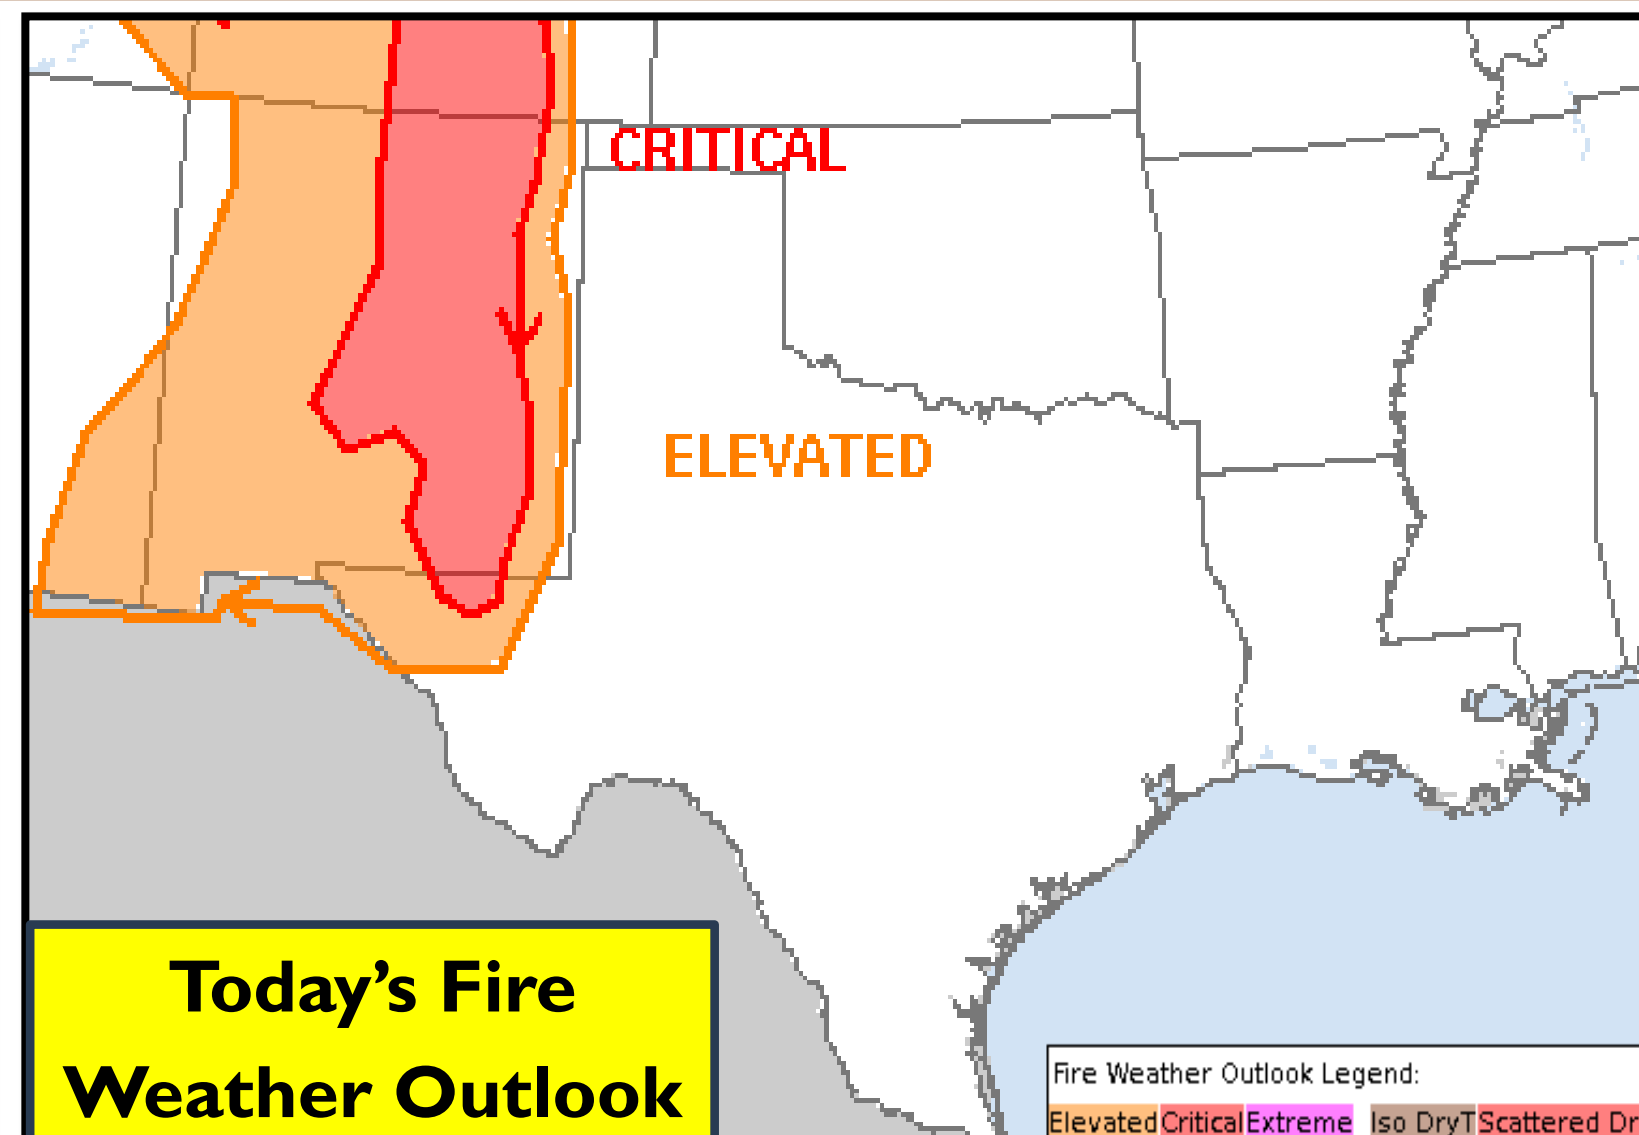 CRITICAL
ELEVATED
Today's Fire
Weather Outlook
Fire Weather Outlook Legend:
Elevated Critical Extreme Iso DryT Scattered Dr